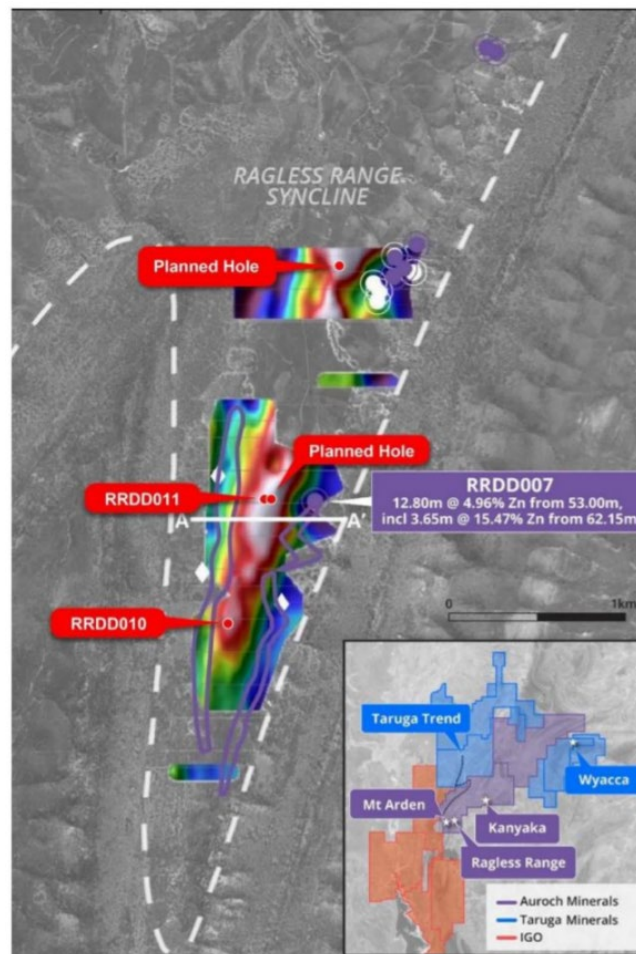 RAGLESS RANGE
SYNCLINE
Planned Hole
Planned Hole
RRDD011
RRDD007
12.80m @ 4.96% Zn from 53.00m,
incl 3.65m @ 15.47% Zn from 62.15m
A
A'
RRDD010
0
1km
Taruga Trend
Wyacca
Mt Arden
Kanyaka
Ragless Range
Auroch Minerals
Taruga Minerals
IGO